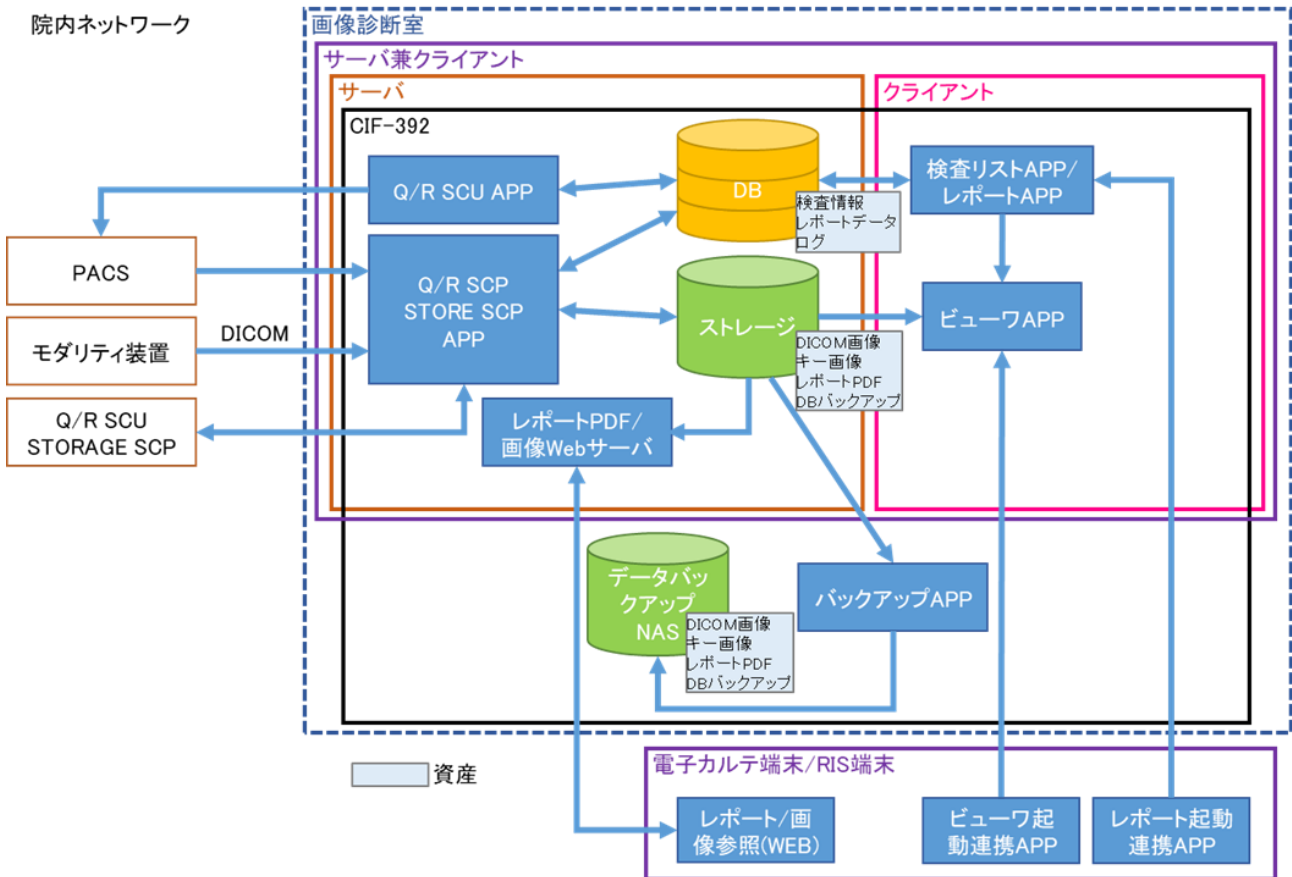 院内ネットワーク
画像診断室
サーバ兼クライアント
サーバ
クライアント
CIF-392
Q/R SCU APP
DB
検査情報
レポートデータ
ログ
検査リストAPP/
レポートAPP
PACS
Q/R SCP
STORE SCP
APP
ストレージ
DICOM画像
キー画像
レポートPDF
DBバックアップ
ビューワAPP
モダリティ装置
DICOM
Q/R SCU
STORAGE SCP
レポートPDF/
画像Webサーバ
データバッ
クアップ
NAS
DICOM画像
キー画像
レポートPDF
DBバックアップ
バックアップAPP
資産
電子カルテ端末/RIS端末
レポート/画
像参照(WEB)
ビューワ起
動連携APP
レポート起動
連携APP